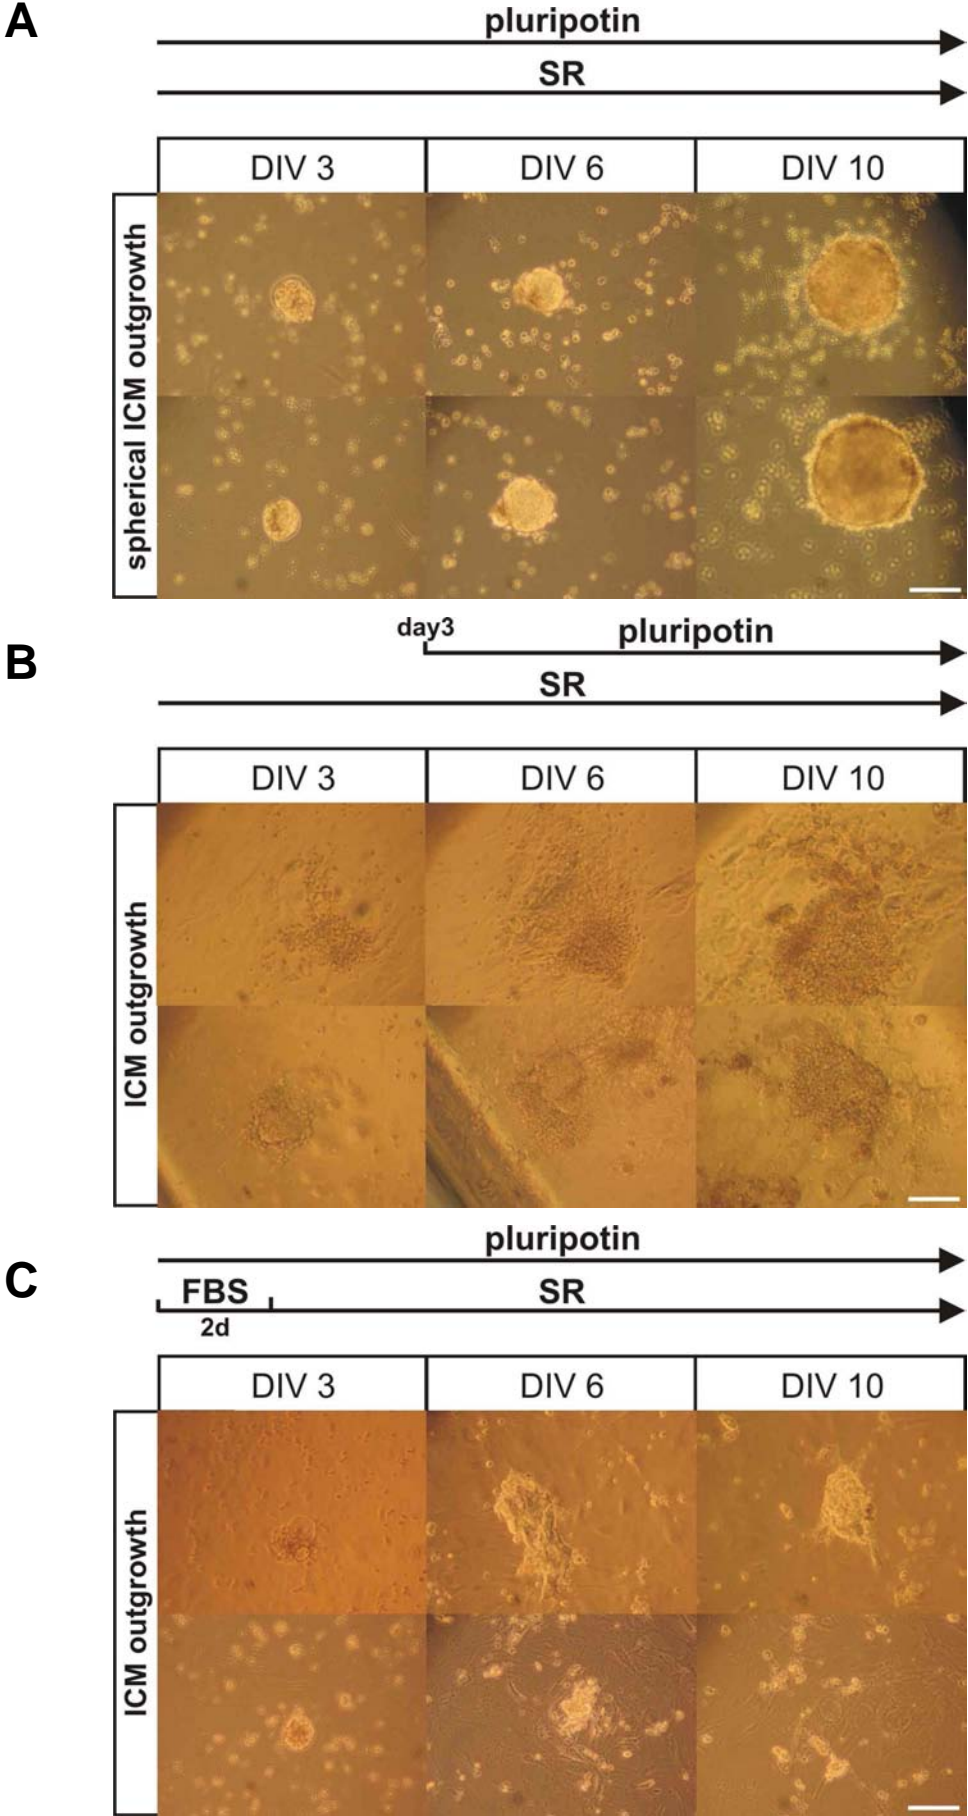 A
pluripotin
SR
DIV 3 DIV 6 DIV 10
spherical ICM outgrowth
B
day3 pluripotin
SR
DIV 3 DIV 6 DIV 10
ICM outgrowth
C
pluripotin
FBS SR
2d
DIV 3 DIV 6 DIV 10
ICM outgrowth